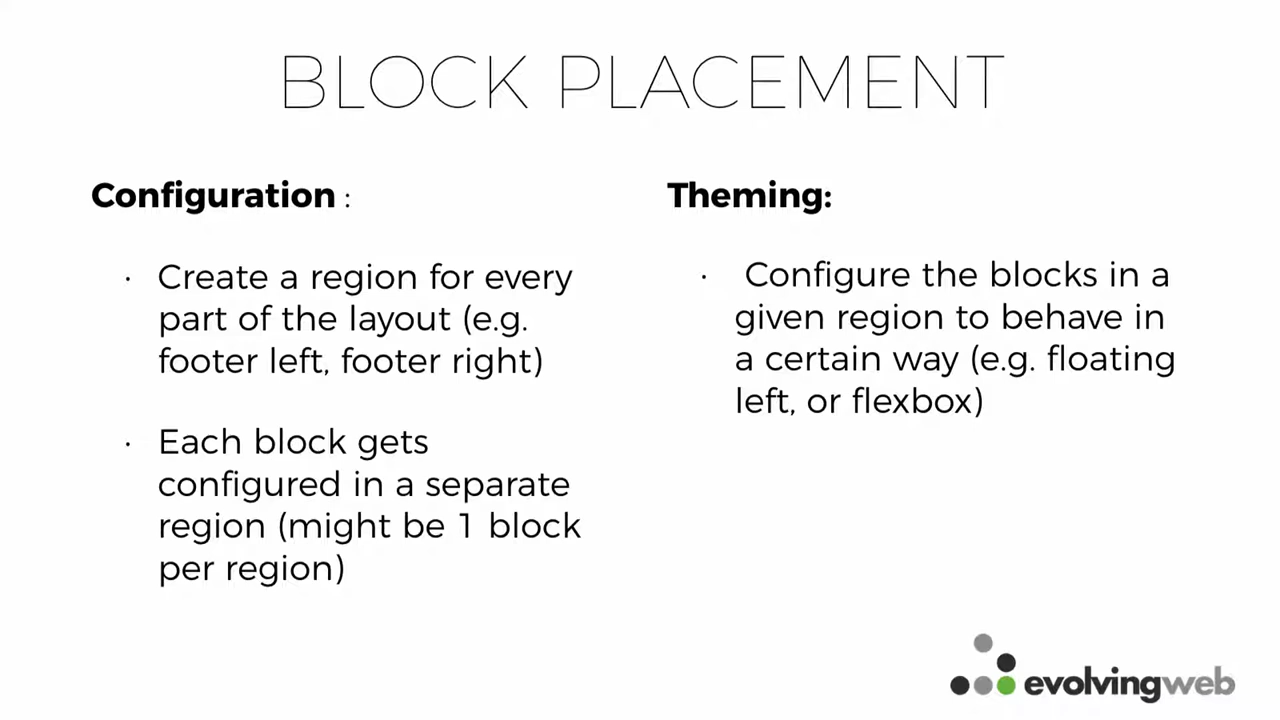 BLOCK PLACEMENT
Configuration :
· Create a region for every
part of the layout (e.g.
footer left, footer right)
· Each block gets
configured in a separate
region (might be 1 block
per region)
Theming:
· Configure the blocks in a
given region to behave in
a certain way (e.g. floating
left, or flexbox)
evolvingweb